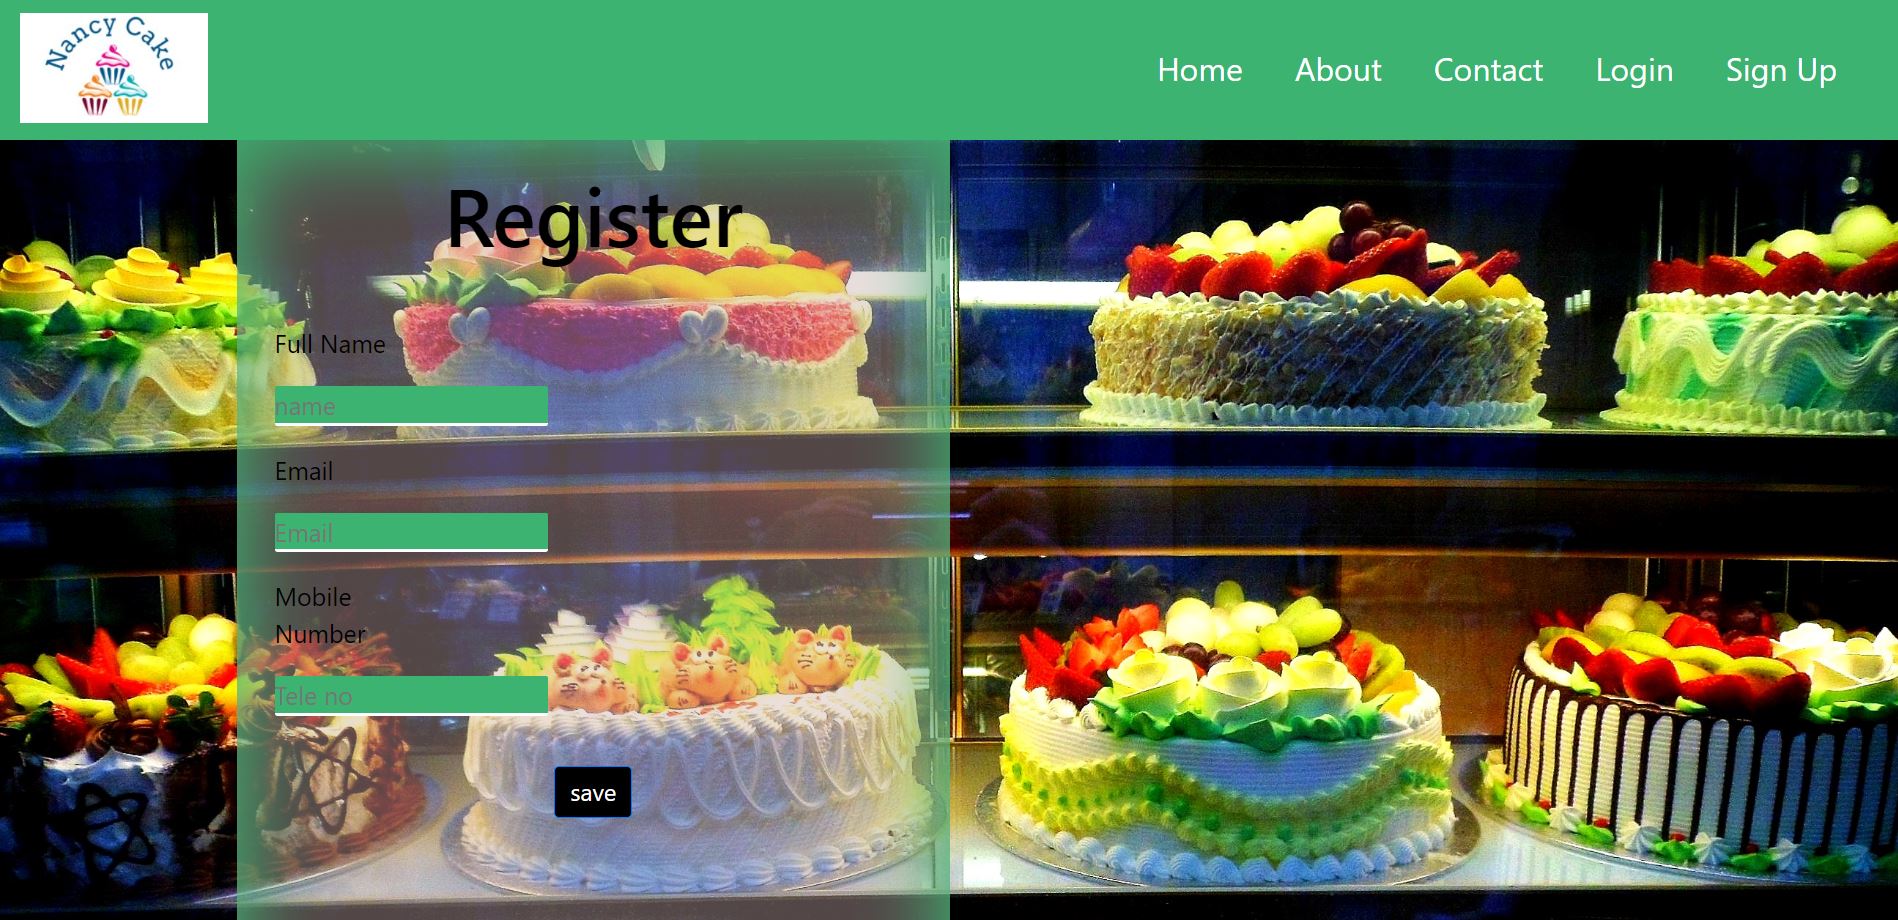 Nancy Cake
Home About Contact Login Sign Up
Register
Full Name
name
Email
Email
Mobile
Number
Tele no
save